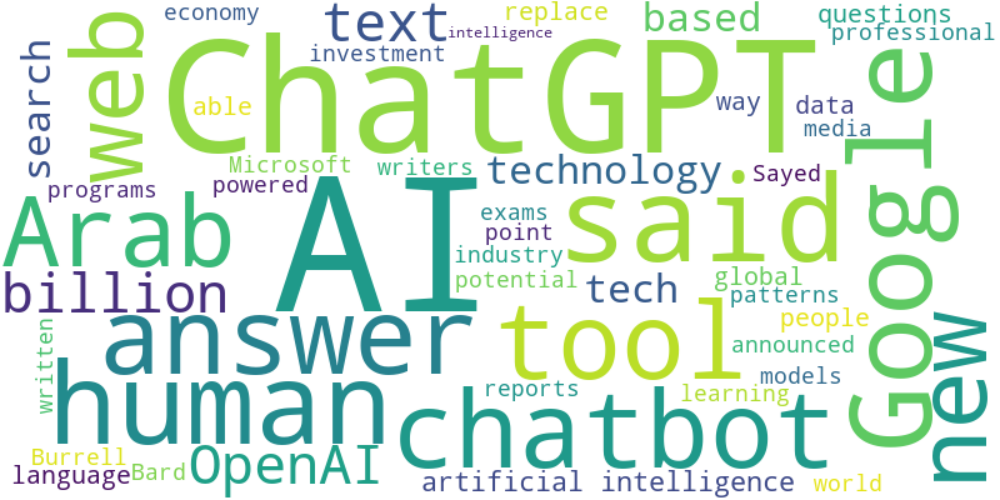 economy
text
intelligence
replace
based
questions
professional
investment
search
web
ChatGPT
able
way
data
media
Google
Microsoft
writers
technology
Sayed
programs
powered
AI
said
Arab
exams
point
industry
potential
tech
global
patterns
billion
answer
tool
people
announced
new
written
human
reports
models
learning
chatbot
Burrell
language
Bard
OpenAI
artificial intelligence
world